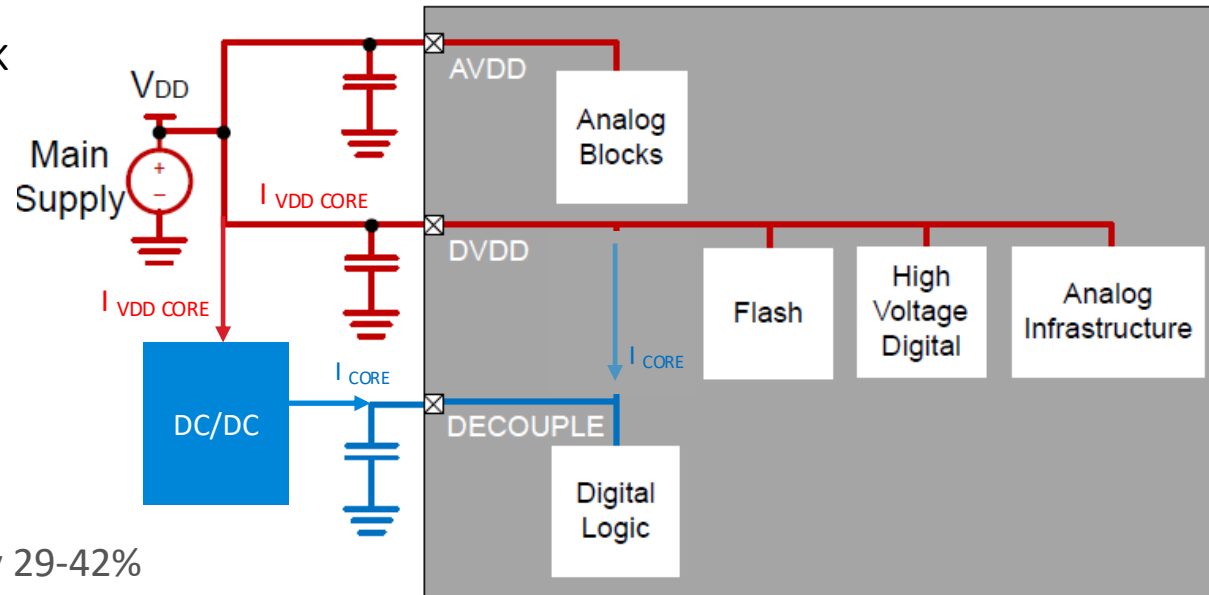 K
VDD
Main
Supply
+
−
I VDD CORE
I VDD CORE
DC/DC
I CORE
AVDD
Analog
Blocks
DVDD
Flash
High
Voltage
Digital
Analog
Infrastructure
I CORE
DECOUPLE
Digital
Logic
29-42%